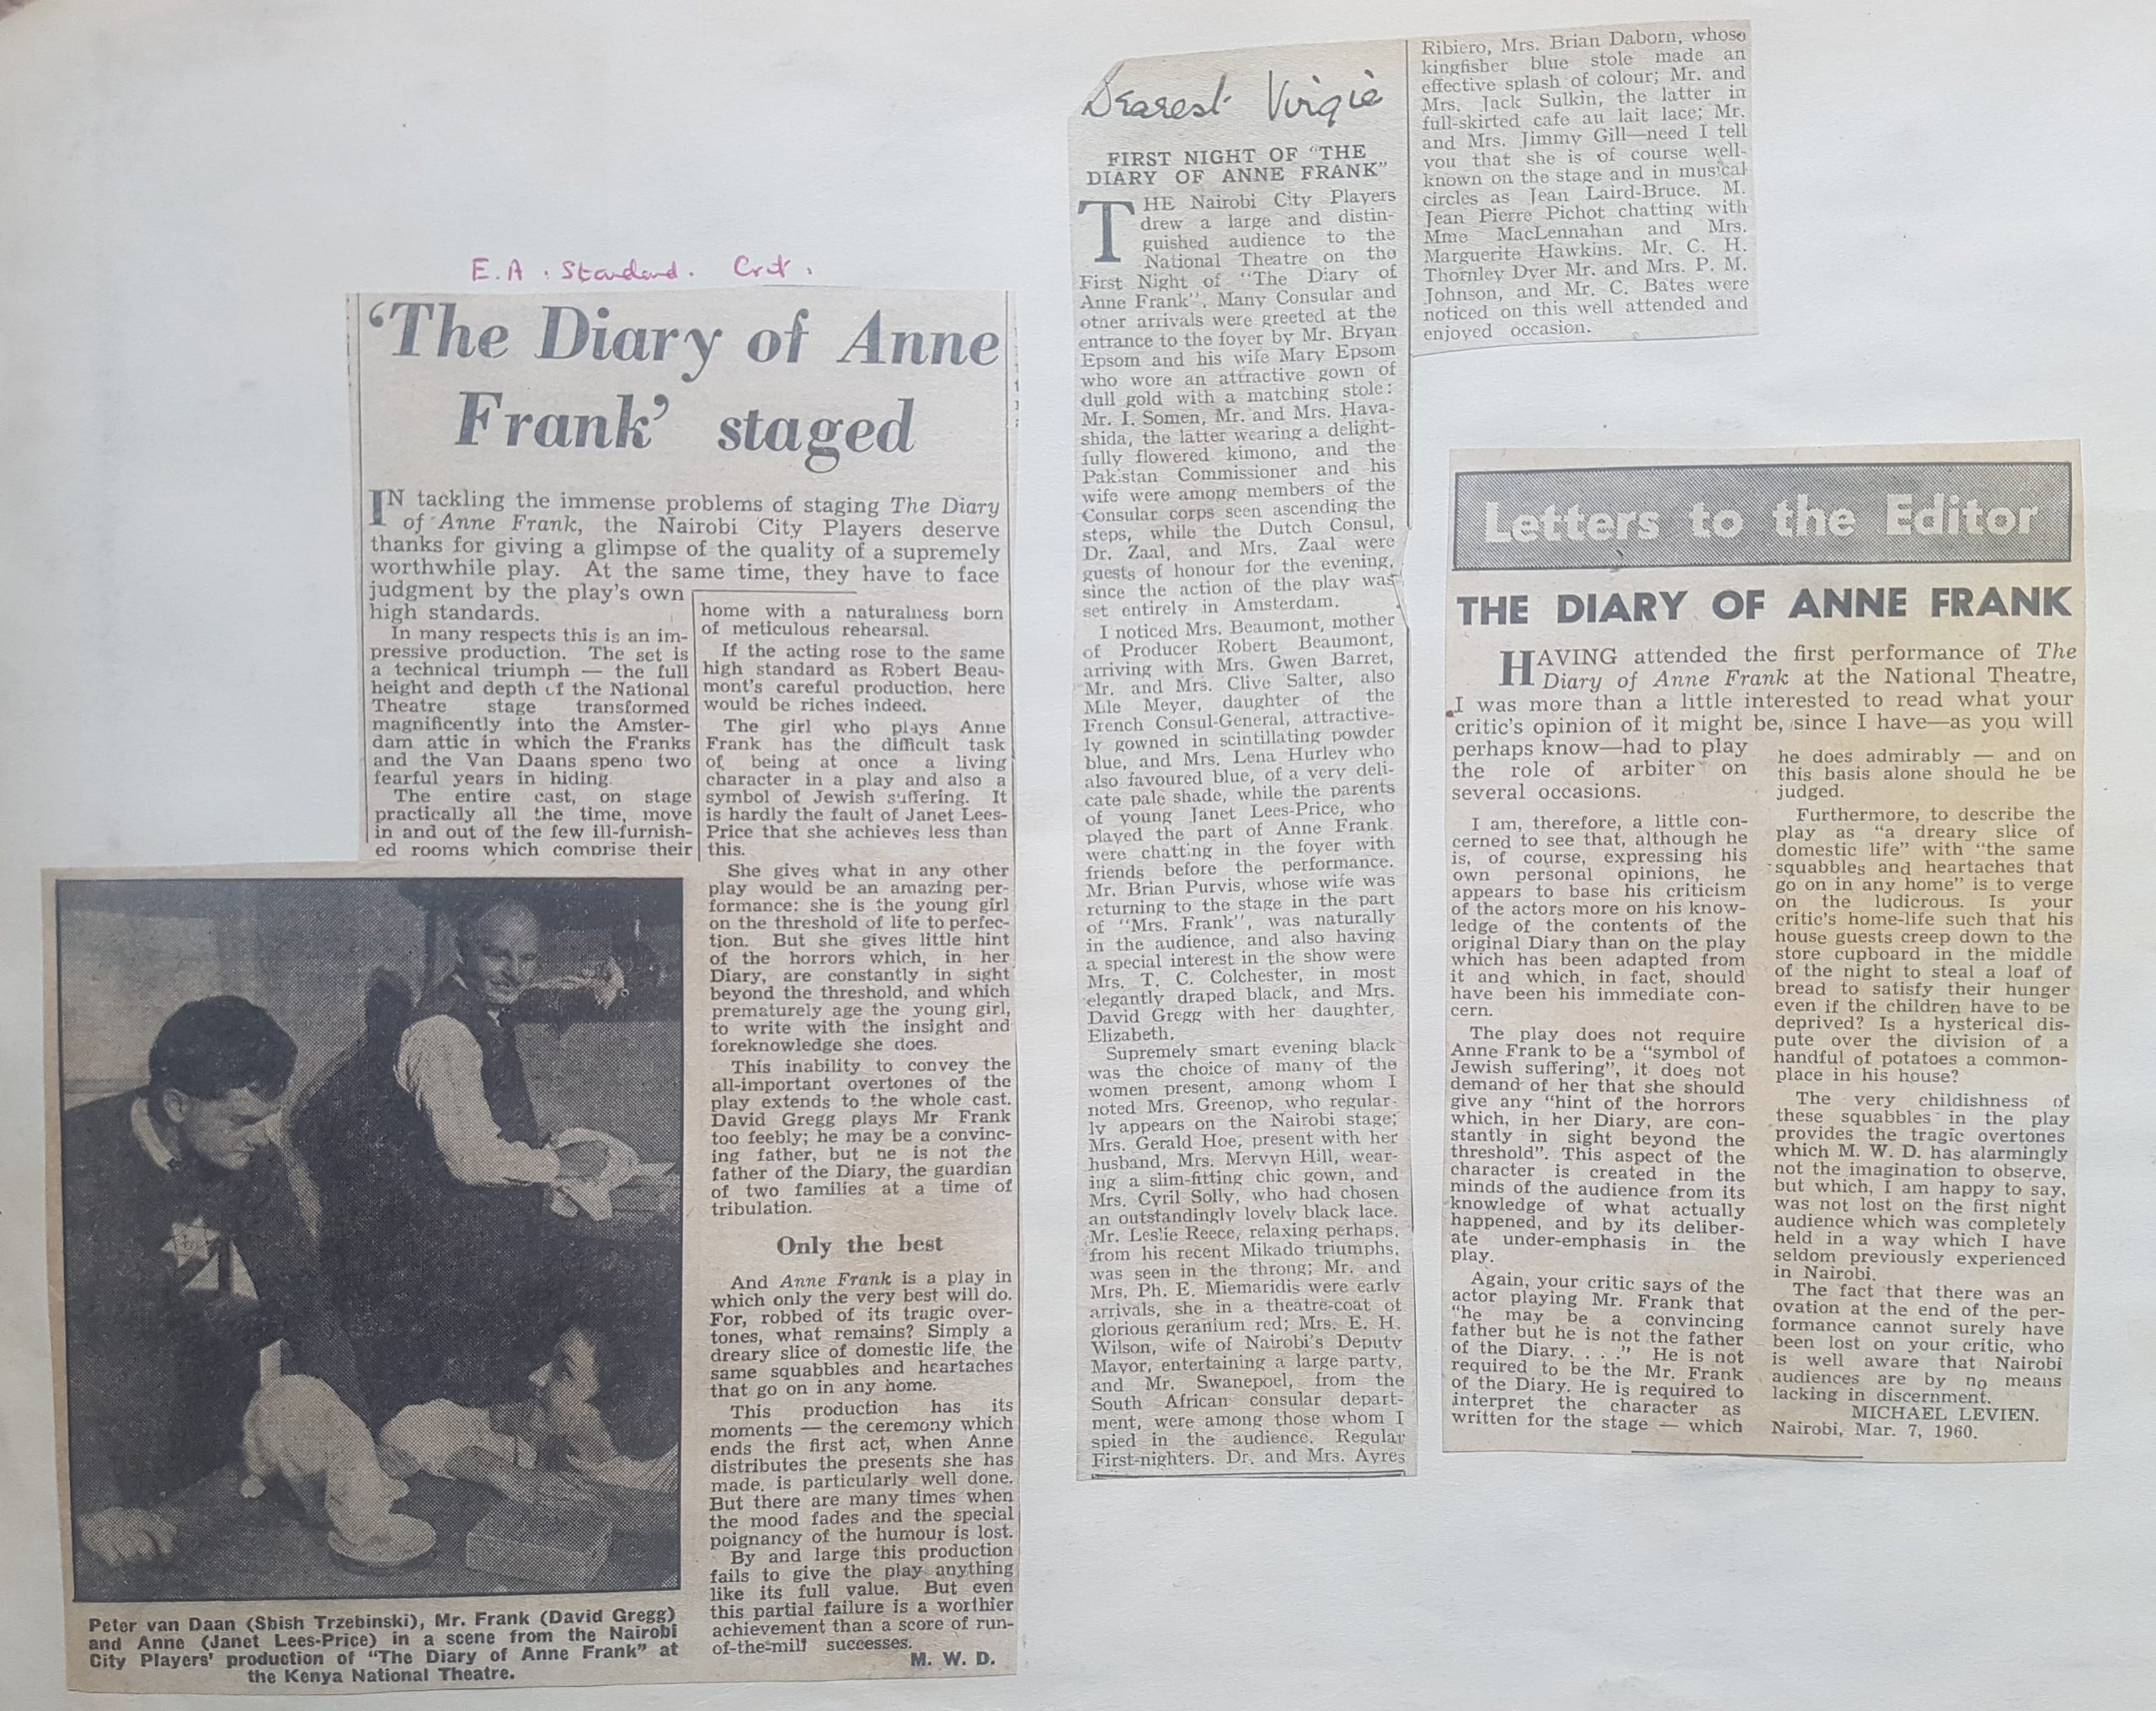 E.A. Standard. Crit.
'The Diary of Anne
Frank' staged
IN tackling the immense problems of staging The Diary
of Anne Frank, the Nairobi City Players deserve
thanks for giving a glimpse of the quality of a supremely
worthwhile play. At the same time, they have to face
judgment by the play's own
high standards.
In many respects this is an im-
pressive production. The set is
a technical triumph — the full
height and depth of the National
Theatre stage transformed
magnificently into the Amster-
dam attic in which the Franks
and the Van Daans spend two
fearful years in hiding.
The entire cast, on stage
practically all the time, move
in and out of the few ill-furnish-
ed rooms which comprise their
home with a naturalness born
of meticulous rehearsal.
If the acting rose to the same
high standard as Robert Beau-
mont's careful production, here
would be riches indeed.
The girl who plays Anne
Frank has the difficult task
of being at once a living
character in a play and also a
symbol of Jewish suffering. It
is hardly the fault of Janet Lees-
Price that she achieves less than
this.
She gives what in any other
play would be an amazing per-
formance: she is the young girl
on the threshold of life to perfec-
tion. But she gives little hint
of the horrors which, in her
Diary, are constantly in sight
beyond the threshold, and which
prematurely age the young girl,
to write with the insight and
foreknowledge she does.
This inability to convey the
all-important overtones of the
play extends to the whole cast.
David Gregg plays Mr Frank
too feebly; he may be a convinc-
ing father, but he is not the
father of the Diary, the guardian
of two families at a time of
tribulation.
Only the best
And Anne Frank is a play in
which only the very best will do.
For, robbed of its tragic over-
tones, what remains? Simply a
dreary slice of domestic life, the
same squabbles and heartaches
that go on in any home.
This production has its
moments — the ceremony which
ends the first act, when Anne
distributes the presents she has
made, is particularly well done.
But there are many times when
the mood fades and the special
poignancy of the humour is lost.
By and large this production
fails to give the play anything
like its full value. But even
this partial failure is a worthier
achievement than a score of run-
of-the-mill successes.
M. W. D.
Peter van Daan (Sbish Trzebinski), Mr. Frank (David Gregg)
and Anne (Janet Lees-Price) in a scene from the Nairobi
City Players' production of "The Diary of Anne Frank" at
the Kenya National Theatre.
Dearest Virgie
FIRST NIGHT OF "THE
DIARY OF ANNE FRANK"
THE Nairobi City Players
drew a large and distin-
guished audience to the
National Theatre on the
First Night of "The Diary of
Anne Frank". Many Consular and
other arrivals were greeted at the
entrance to the foyer by Mr. Bryan
Epsom and his wife Mary Epsom
who wore an attractive gown of
dull gold with a matching stole:
Mr. I. Somen, Mr. and Mrs. Hava-
shida, the latter wearing a delight-
fully flowered kimono, and the
Pakistan Commissioner and his
wife were among members of the
Consular corps seen ascending the
steps, while the Dutch Consul,
Dr. Zaal, and Mrs. Zaal were
guests of honour for the evening,
since the action of the play was
set entirely in Amsterdam.
I noticed Mrs. Beaumont, mother
of Producer Robert Beaumont,
arriving with Mrs. Gwen Barret,
Mr. and Mrs. Clive Salter, also
Mlle Meyer, daughter of the
French Consul-General, attractive-
ly gowned in scintillating powder
blue, and Mrs. Lena Hurley who
also favoured blue, of a very deli-
cate pale shade, while the parents
of young Janet Lees-Price, who
played the part of Anne Frank.
were chatting in the foyer with
friends before the performance.
Mr. Brian Purvis, whose wife was
returning to the stage in the part
of "Mrs. Frank", was naturally
in the audience, and also having
a special interest in the show were
Mrs. T. C. Colchester, in most
elegantly draped black, and Mrs.
David Gregg with her daughter,
Elizabeth.
Supremely smart evening black
was the choice of many of the
women present, among whom I
noted Mrs. Greenop, who regular-
ly appears on the Nairobi stage;
Mrs. Gerald Hoe, present with her
husband, Mrs. Mervyn Hill, wear-
ing a slim-fitting chic gown, and
Mrs. Cyril Solly, who had chosen
an outstandingly lovely black lace.
Mr. Leslie Reece, relaxing perhaps,
from his recent Mikado triumphs,
was seen in the throng; Mr. and
Mrs. Ph. E. Miemaridis were early
arrivals, she in a theatre-coat of
glorious geranium red; Mrs. E. H.
Wilson, wife of Nairobi's Deputy
Mayor, entertaining a large party,
and Mr. Swanepoel, from the
South African consular depart-
ment, were among those whom I
spied in the audience. Regular
First-nighters. Dr. and Mrs. Ayres
Ribiero, Mrs. Brian Daborn, whose
kingfisher blue stole made an
effective splash of colour; Mr. and
Mrs. Jack Sulkin, the latter in
full-skirted cafe au lait lace; Mr.
and Mrs. Jimmy Gill—need I tell
you that she is of course well-
known on the stage and in musical
circles as Jean Laird-Bruce. M.
Jean Pierre Pichot chatting with
Mme MacLennahan and Mrs.
Marguerite Hawkins. Mr. C. H.
Thornley Dyer Mr. and Mrs. P. M.
Johnson, and Mr. C. Bates were
noticed on this well attended and
enjoyed occasion.
Letters to the Editor
THE DIARY OF ANNE FRANK
HAVING attended the first performance of The
Diary of Anne Frank at the National Theatre,
I was more than a little interested to read what your
critic's opinion of it might be, since I have—as you will
perhaps know—had to play
the role of arbiter on
several occasions.
I am, therefore, a little con-
cerned to see that, although he
is, of course, expressing his
own personal opinions, he
appears to base his criticism
of the actors more on his know-
ledge of the contents of the
original Diary than on the play
which has been adapted from
it and which, in fact, should
have been his immediate con-
cern.
The play does not require
Anne Frank to be a "symbol of
Jewish suffering", it does not
demand of her that she should
give any "hint of the horrors
which, in her Diary, are con-
stantly in sight beyond the
threshold". This aspect of the
character is created in the
minds of the audience from its
knowledge of what actually
happened, and by its deliber-
ate under-emphasis in the
play.
Again, your critic says of the
actor playing Mr. Frank that
"he may be a convincing
father but he is not the father
of the Diary. . . ." He is not
required to be the Mr. Frank
of the Diary. He is required to
interpret the character as
written for the stage — which
he does admirably — and on
this basis alone should he be
judged.
Furthermore, to describe the
play as "a dreary slice of
domestic life" with "the same
squabbles and heartaches that
go on in any home" is to verge
on the ludicrous. Is your
critic's home-life such that his
house guests creep down to the
store cupboard in the middle
of the night to steal a loaf of
bread to satisfy their hunger
even if the children have to be
deprived? Is a hysterical dis-
pute over the division of a
handful of potatoes a common-
place in his house?
The very childishness of
these squabbles in the play
provides the tragic overtones
which M. W. D. has alarmingly
not the imagination to observe,
but which, I am happy to say,
was not lost on the first night
audience which was completely
held in a way which I have
seldom previously experienced
in Nairobi.
The fact that there was an
ovation at the end of the per-
formance cannot surely have
been lost on your critic, who
is well aware that Nairobi
audiences are by no means
lacking in discernment.
MICHAEL LEVIEN.
Nairobi, Mar. 7, 1960.